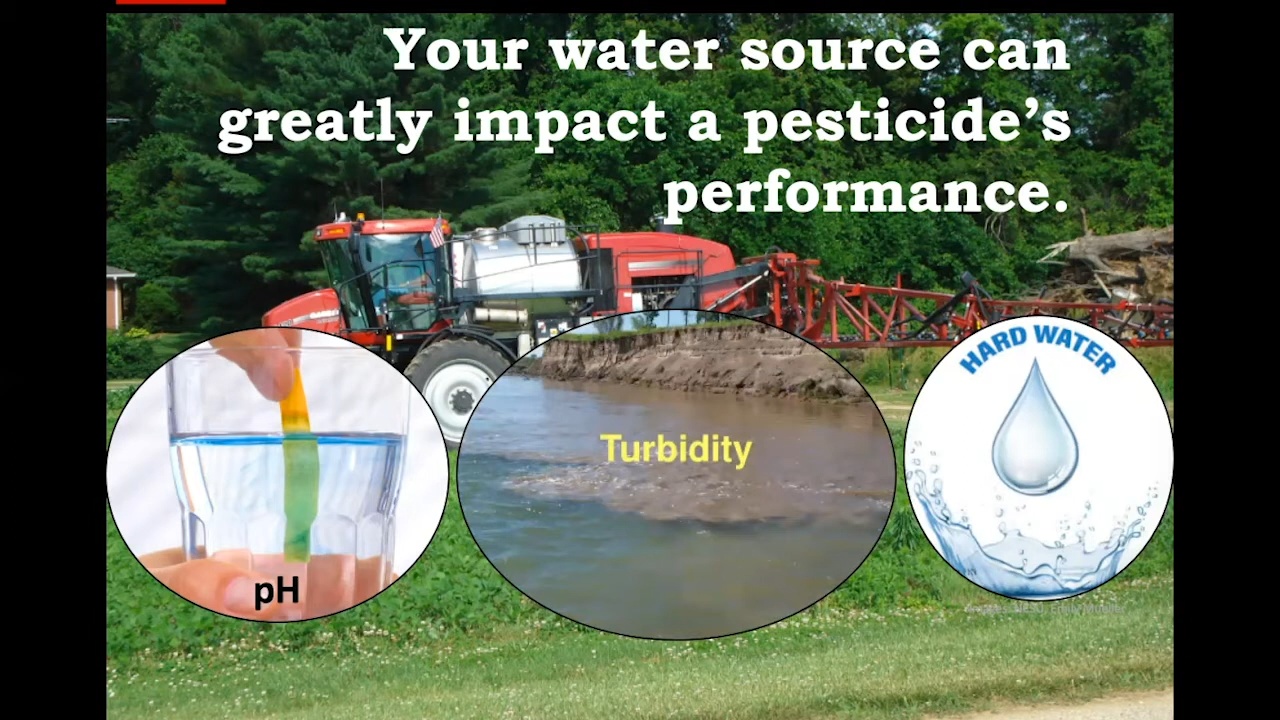 Your water source can
greatly impact a pesticide's
performance.
HARD WATER
Turbidity
pH